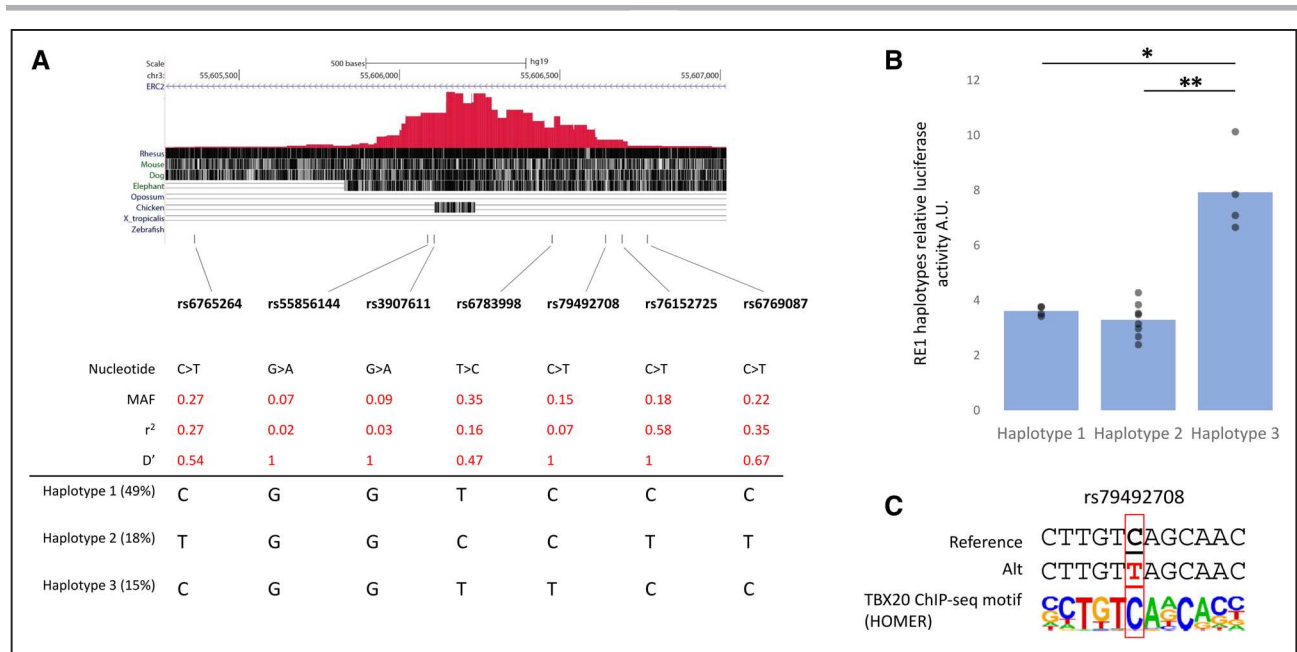 A
Scale 500 bases hg19
chr3: 55,605,500 55,606,000 55,606,500 55,607,000
ERC2
Rhesus
Mouse
Dog
Elephant
Opossum
Chicken
X_tropicalis
Zebrafish
rs6765264 rs55856144 rs3907611 rs6783998 rs79492708 rs76152725 rs6769087
Nucleotide C>T G>A G>A T>C C>T C>T C>T
MAF 0.27 0.07 0.09 0.35 0.15 0.18 0.22
r² 0.27 0.02 0.03 0.16 0.07 0.58 0.35
D' 0.54 1 1 0.47 1 1 0.67
Haplotype 1 (49%) C G G T C C C
Haplotype 2 (18%) T G G C C T T
Haplotype 3 (15%) C G G T T C C
B
*
**
RE1 haplotypes relative luciferase
activity A.U.
12
10
8
6
4
2
0
Haplotype 1 Haplotype 2 Haplotype 3
C
rs79492708
Reference CTTGTCAGCAAC
Alt CTTGTTAGCAAC
TBX20 ChIP-seq motif
(HOMER)